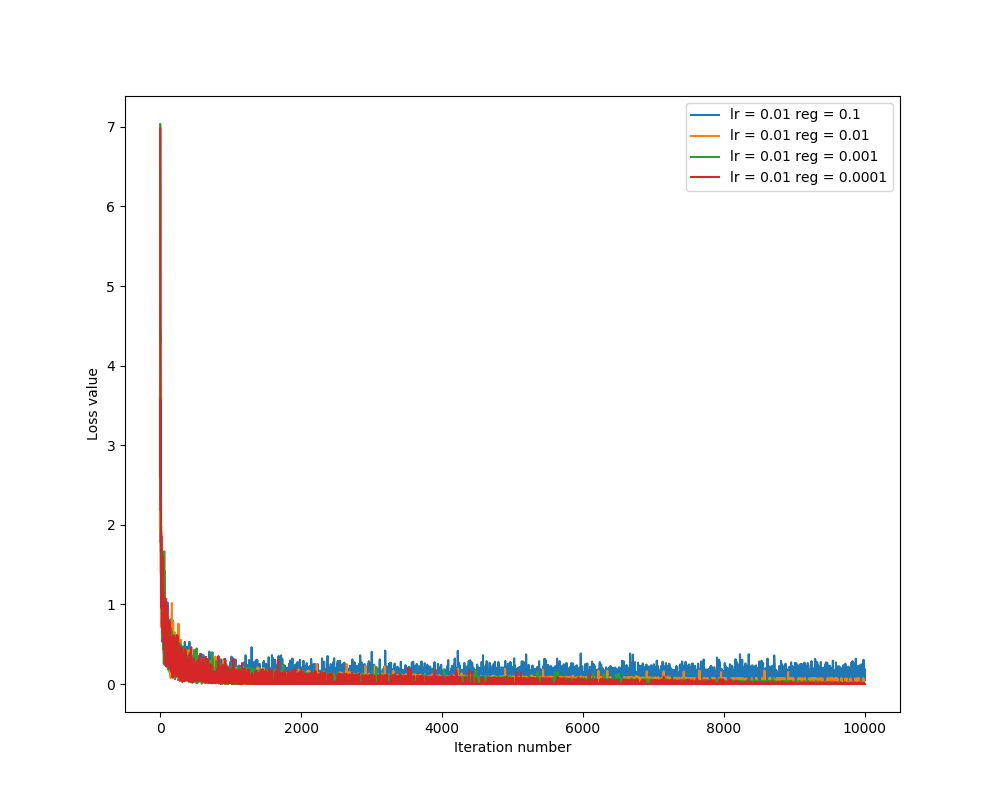 lr = 0.01 reg = 0.1
lr = 0.01 reg = 0.01
lr = 0.01 reg = 0.001
lr = 0.01 reg = 0.0001
7
6
5
4
3
2
1
0
Loss value
0 2000 4000 6000 8000 10000
Iteration number